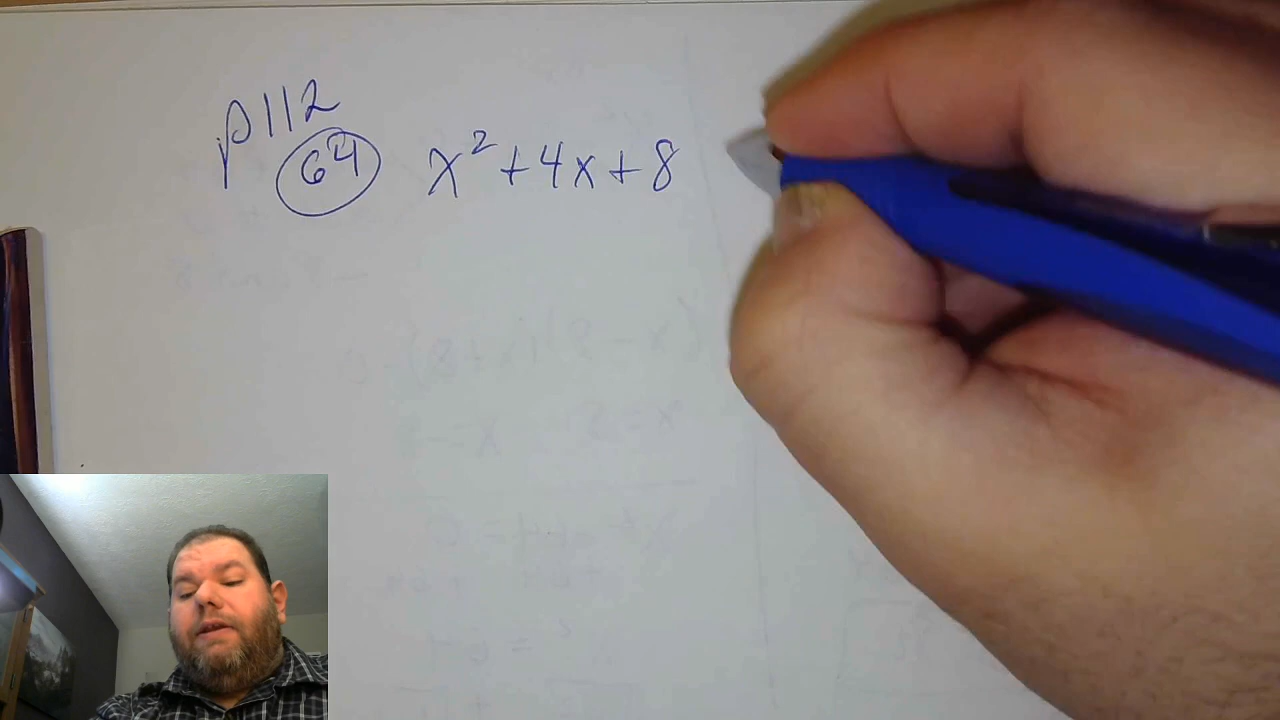 p112
64 x² + 4x + 8